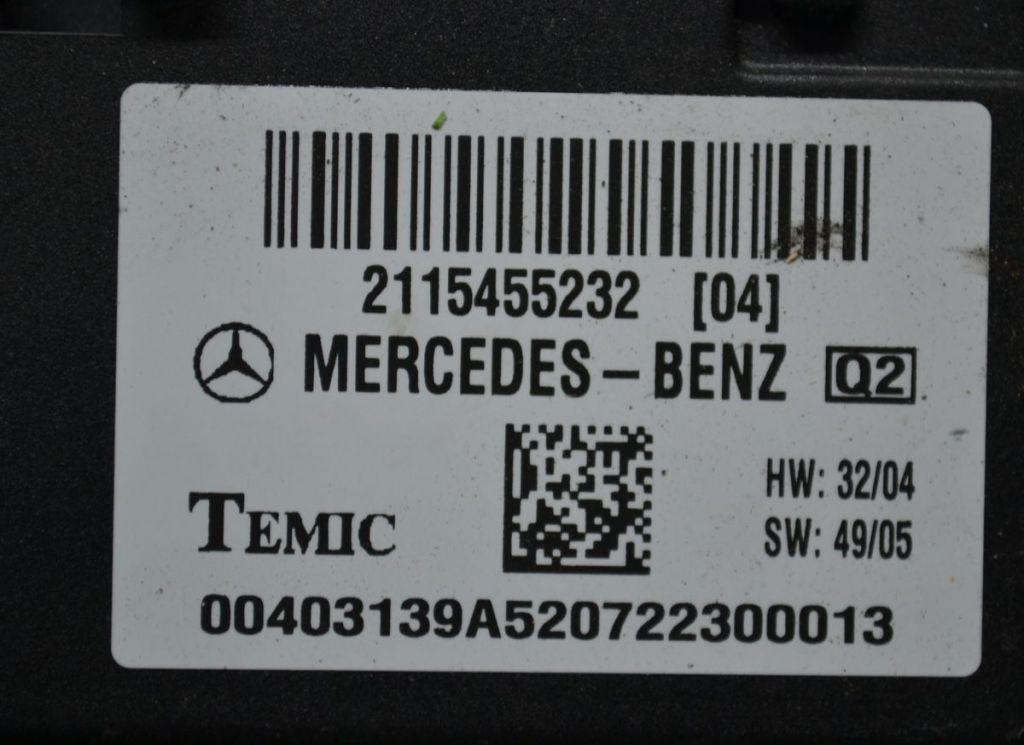 2115455232 [04]
MERCEDES-BENZ Q2
HW: 32/04
TEMIC
SW: 49/05
00403139A520722300013